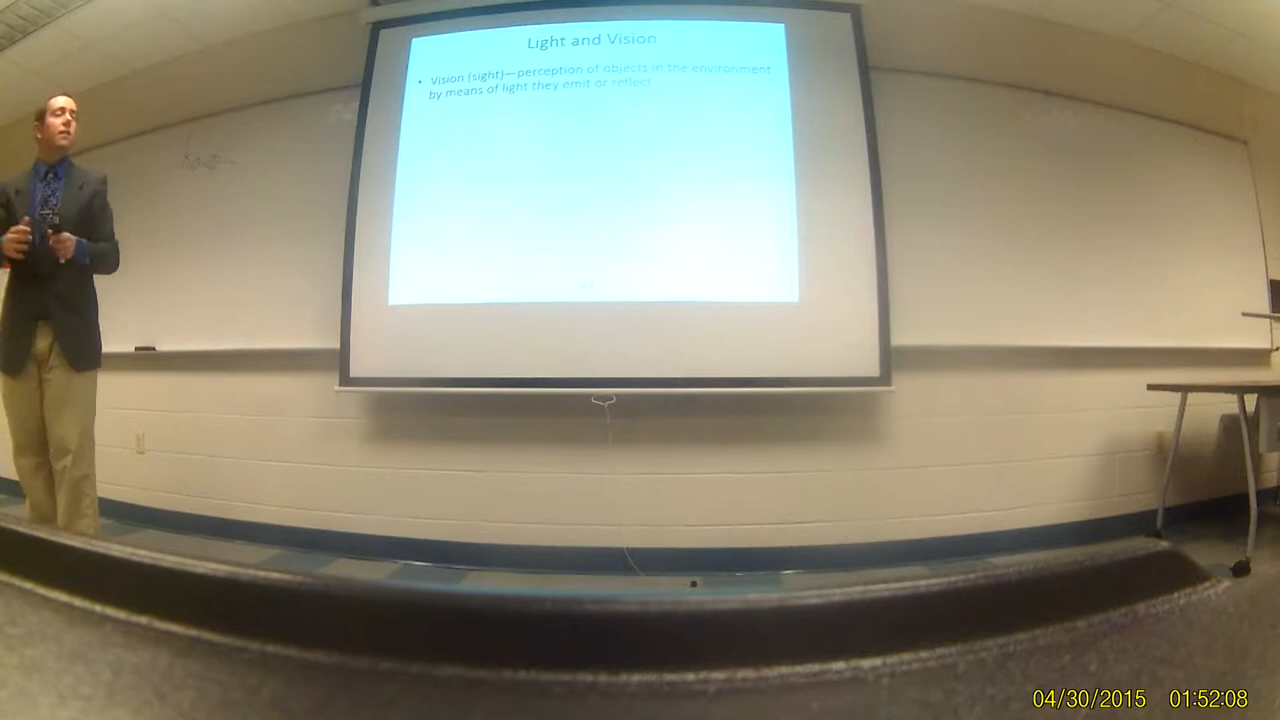 Light and Vision
• Vision (sight)—perception of objects in the environment
by means of light they emit or reflect
04/30/2015 01:52:08